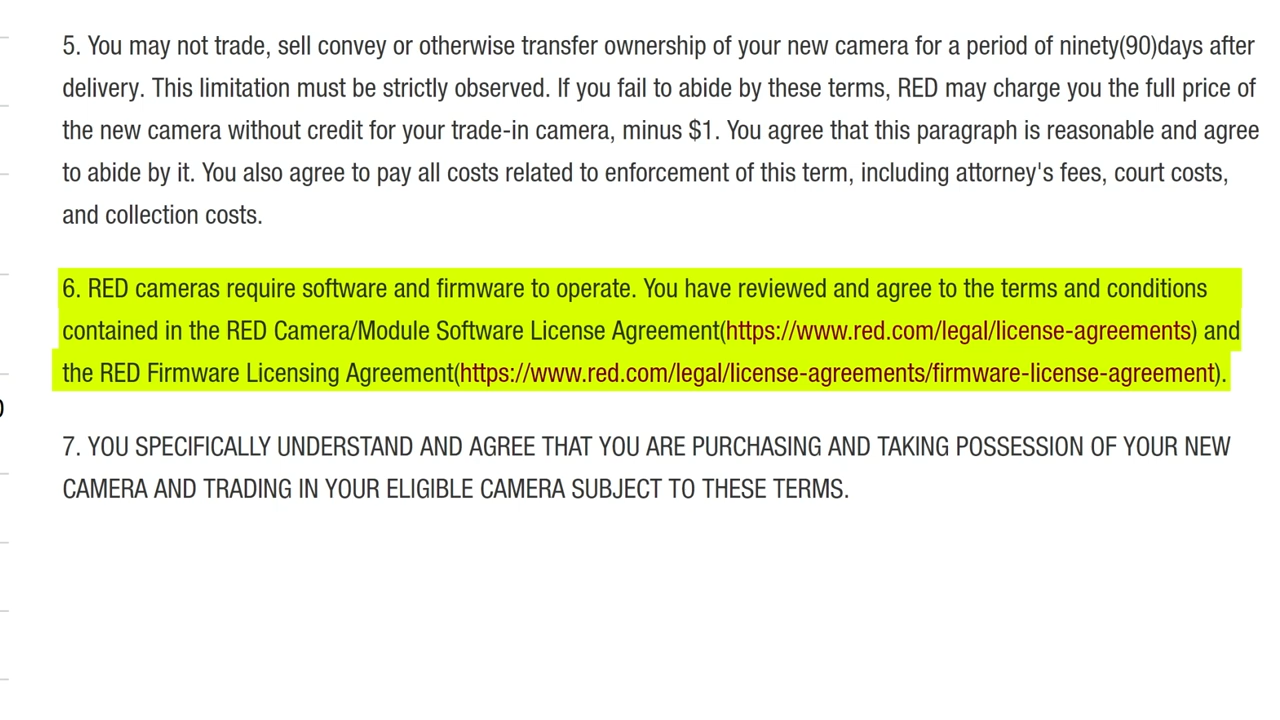 5. You may not trade, sell convey or otherwise transfer ownership of your new camera for a period of ninety(90)days after
delivery. This limitation must be strictly observed. If you fail to abide by these terms, RED may charge you the full price of
the new camera without credit for your trade-in camera, minus $1. You agree that this paragraph is reasonable and agree
to abide by it. You also agree to pay all costs related to enforcement of this term, including attorney's fees, court costs,
and collection costs.
6. RED cameras require software and firmware to operate. You have reviewed and agree to the terms and conditions
contained in the RED Camera/Module Software License Agreement(https://www.red.com/legal/license-agreements) and
the RED Firmware Licensing Agreement(https://www.red.com/legal/license-agreements/firmware-license-agreement).
7. YOU SPECIFICALLY UNDERSTAND AND AGREE THAT YOU ARE PURCHASING AND TAKING POSSESSION OF YOUR NEW
CAMERA AND TRADING IN YOUR ELIGIBLE CAMERA SUBJECT TO THESE TERMS.